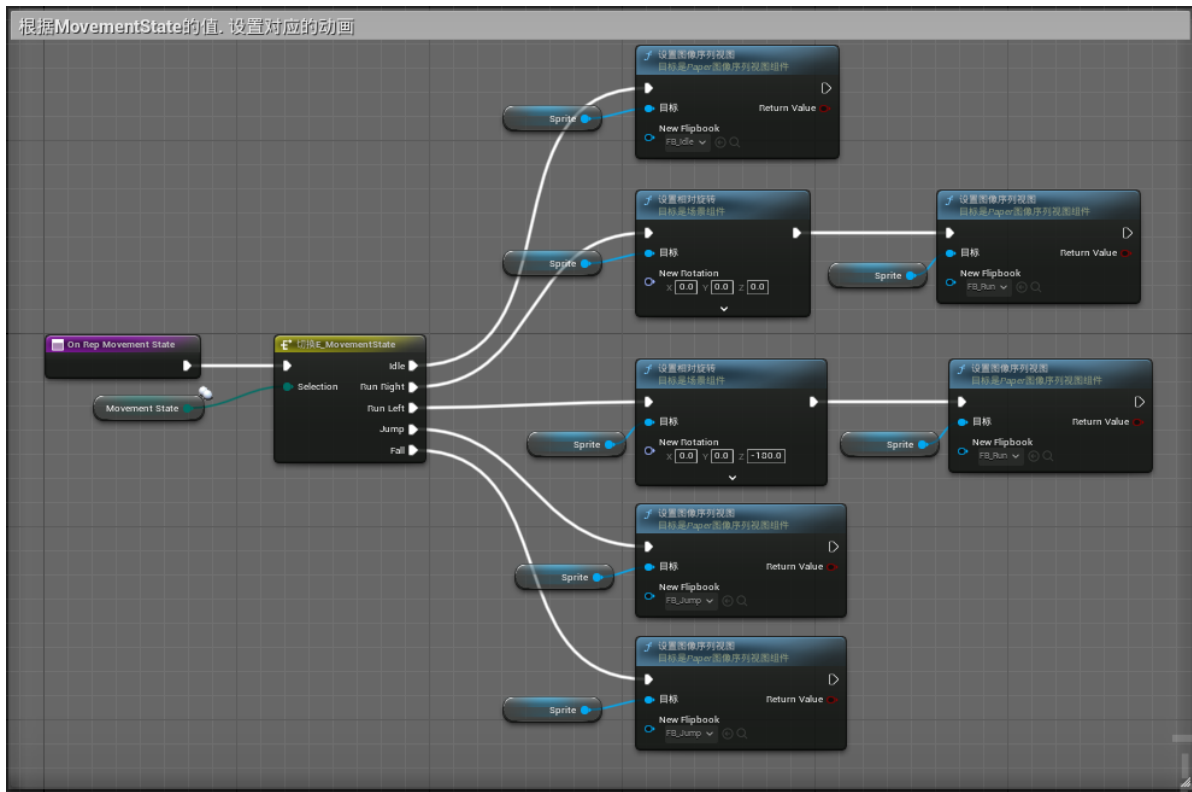 根据MovementState的值, 设置对应的动画
设置图像序列视图
目标是Paper图像序列视图组件
Sprite
目标
Return Value
New Flipbook
FB_Idle
设置相对旋转
目标是场景组件
Sprite
目标
New Rotation
X 0.0 Y 0.0 Z 0.0
设置图像序列视图
目标是Paper图像序列视图组件
Sprite
目标
Return Value
New Flipbook
FB_Run
On Rep Movement State
Movement State
切换E_MovementState
Selection
Idle
Run Right
Run Left
Jump
Fall
设置相对旋转
目标是场景组件
Sprite
目标
New Rotation
X 0.0 Y 0.0 Z -180.0
设置图像序列视图
目标是Paper图像序列视图组件
Sprite
目标
Return Value
New Flipbook
FB_Run
设置图像序列视图
目标是Paper图像序列视图组件
Sprite
目标
Return Value
New Flipbook
FB_Jump
设置图像序列视图
目标是Paper图像序列视图组件
Sprite
目标
Return Value
New Flipbook
FB_Jump